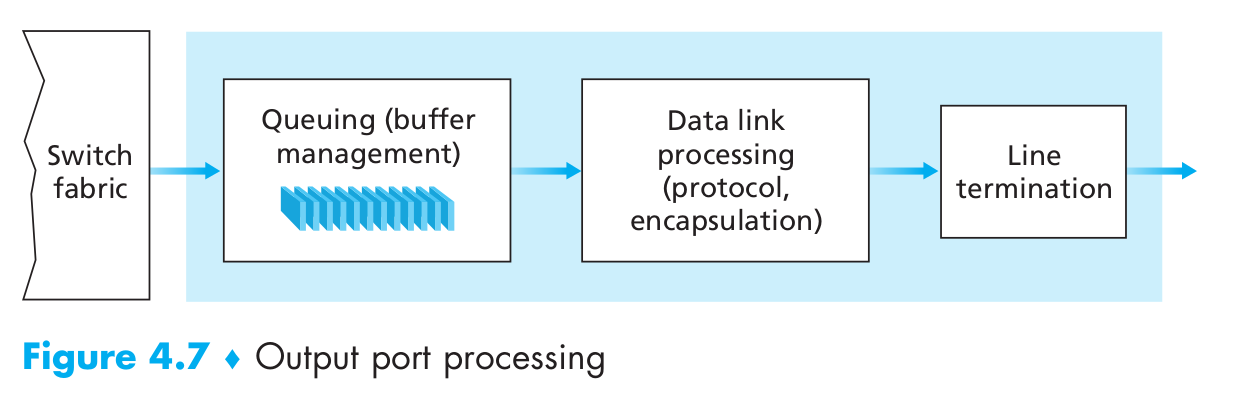 Switch
fabric
Queuing (buffer
management)
Data link
processing
(protocol,
encapsulation)
Line
termination
Figure 4.7 ♦ Output port processing